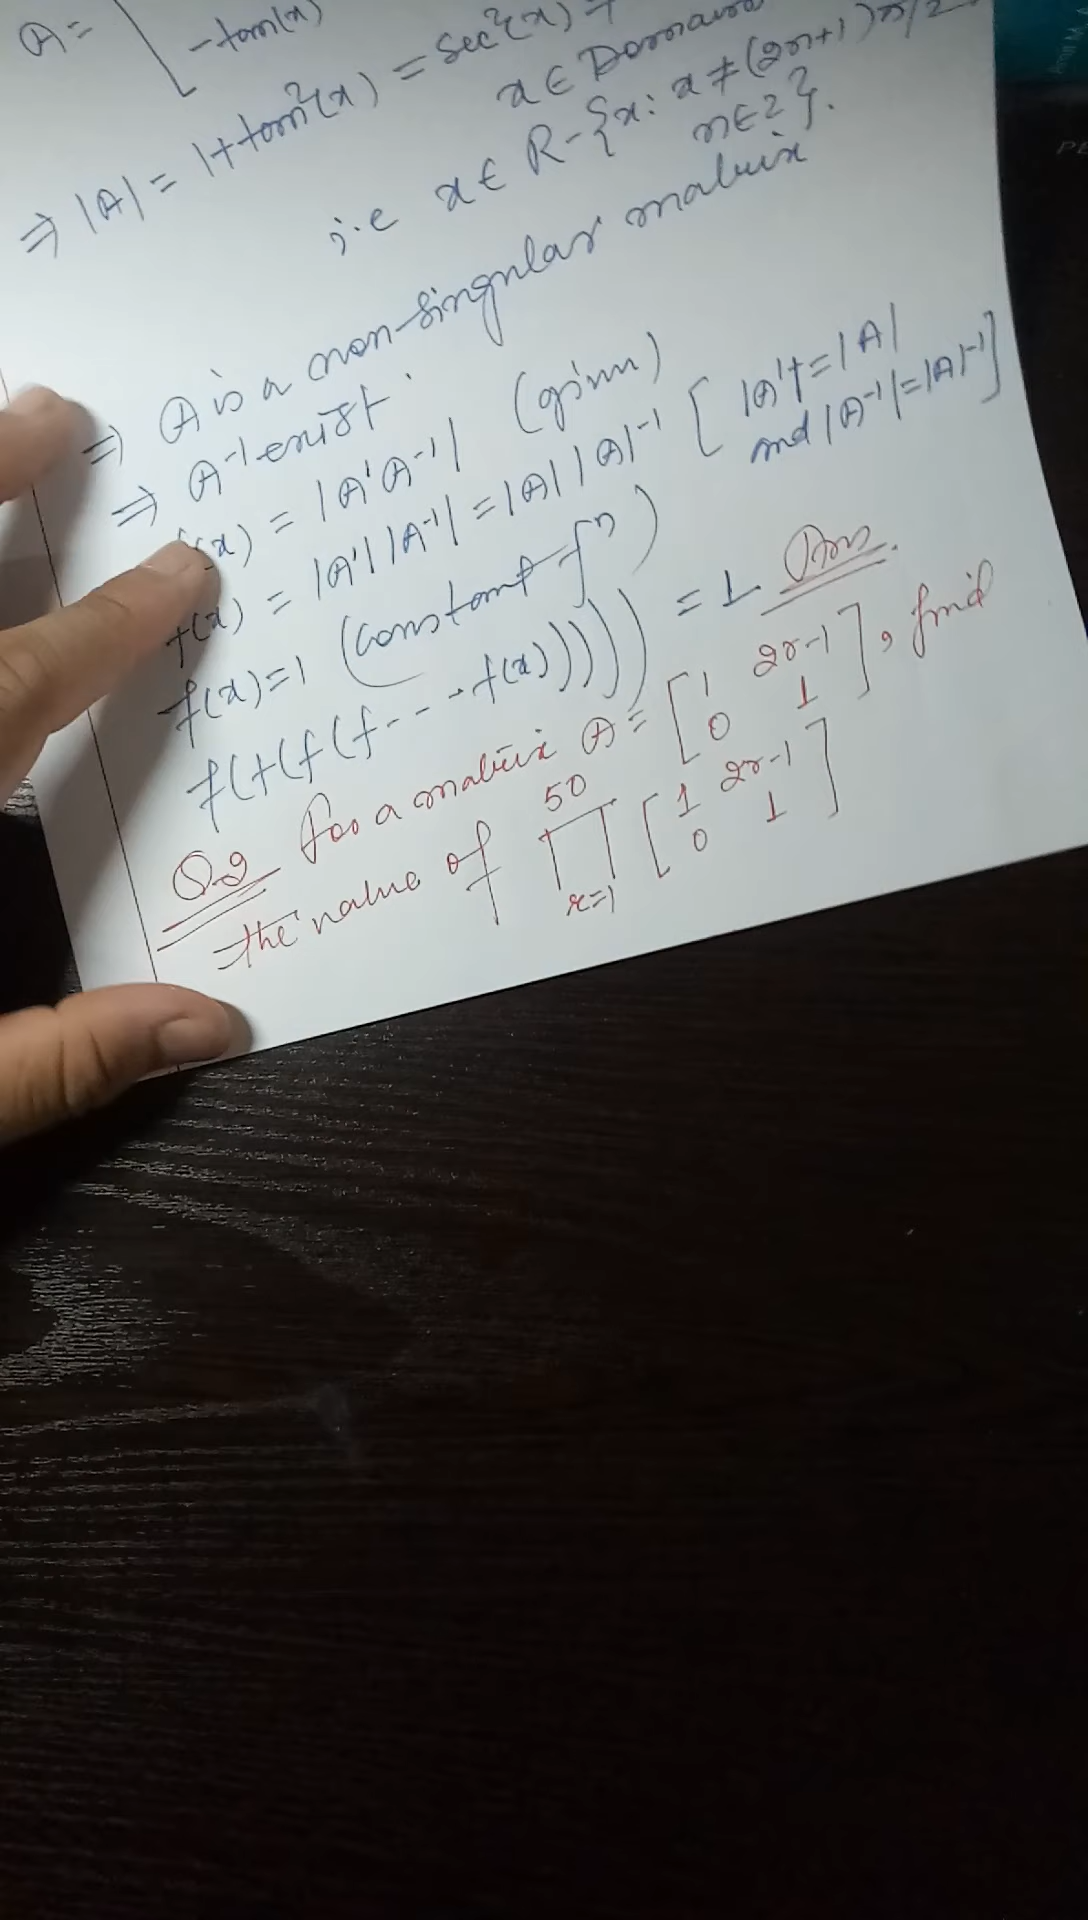 A = [ -tan(x)
⇒ |A| = 1+tan²(x) = sec²(x) ≠
x ∈ Domain
i.e x ∈ R-{x: x ≠ (2n+1)π/2
n∈Z}.
⇒ A is a non-singular matrix
⇒ A⁻¹ exist.
f(x) = |A' A⁻¹| (given)
f(x) = |A'| |A⁻¹| = |A| |A|⁻¹ [ |A'| = |A|
and |A⁻¹| = |A|⁻¹]
f(x)=1 (constant fⁿ)
f(f(f(f----f(x))))) = 1 Ans.
Q.2 for a matrix A = [1 2r-1
0 1], find
the value of 50∏r=1 [1 2r-1
0 1]